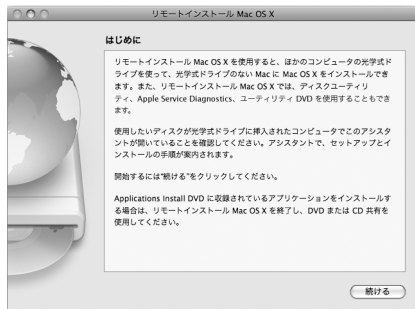 リモートインストール Mac OS X
はじめに
リモートインストール Mac OS X を使用すると、ほかのコンピュータの光学式ド
ライブを使って、光学式ドライブのない Mac に Mac OS X をインストールでき
ます。また、リモートインストール Mac OS X では、ディスクユーティリ
ティ、Apple Service Diagnostics、ユーティリティ DVD を使用することもでき
ます。
使用したいディスクが光学式ドライブに挿入されたコンピュータでこのアシスタ
ントが開いていることを確認してください。アシスタントで、セットアップとイ
ンストールの手順が案内されます。
開始するには"続ける"をクリックしてください。
Applications Install DVD に収録されているアプリケーションをインストールす
る場合は、リモートインストール Mac OS X を終了し、DVD または CD 共有を
使用してください。
続ける